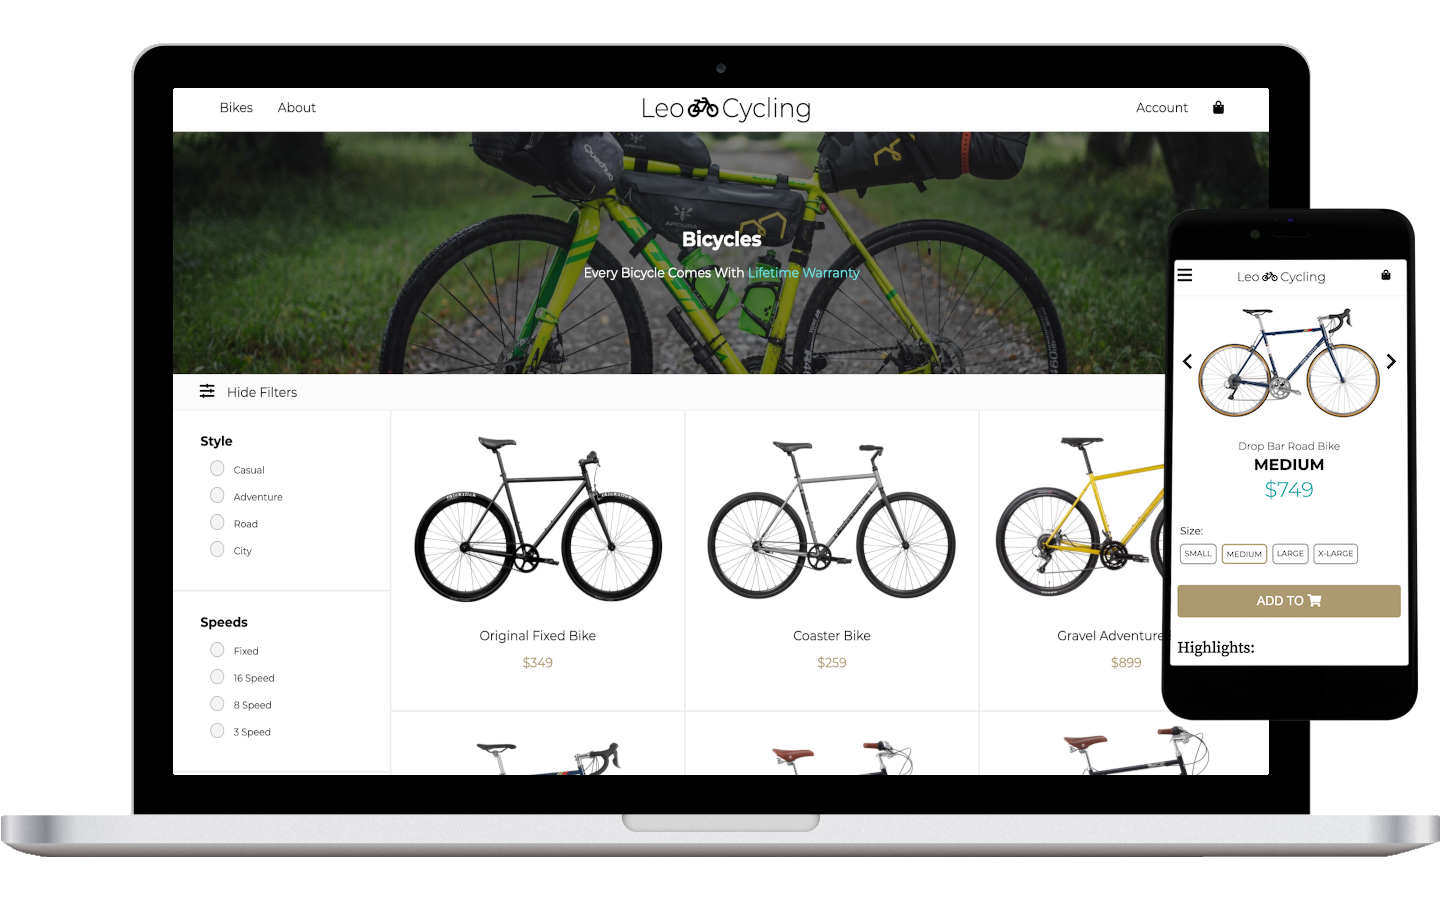 Bikes About Leo Cycling Account
Quechua
APIDURA
Bicycles
Every Bicycle Comes With Lifetime Warranty
Hide Filters
Style
Casual
Adventure
Road
City
Speeds
Fixed
16 Speed
8 Speed
3 Speed
Original Fixed Bike
$349
Coaster Bike
$259
Gravel Adventure
$899
Leo Cycling
Drop Bar Road Bike
MEDIUM
$749
Size:
SMALL MEDIUM LARGE X-LARGE
ADD TO
Highlights: